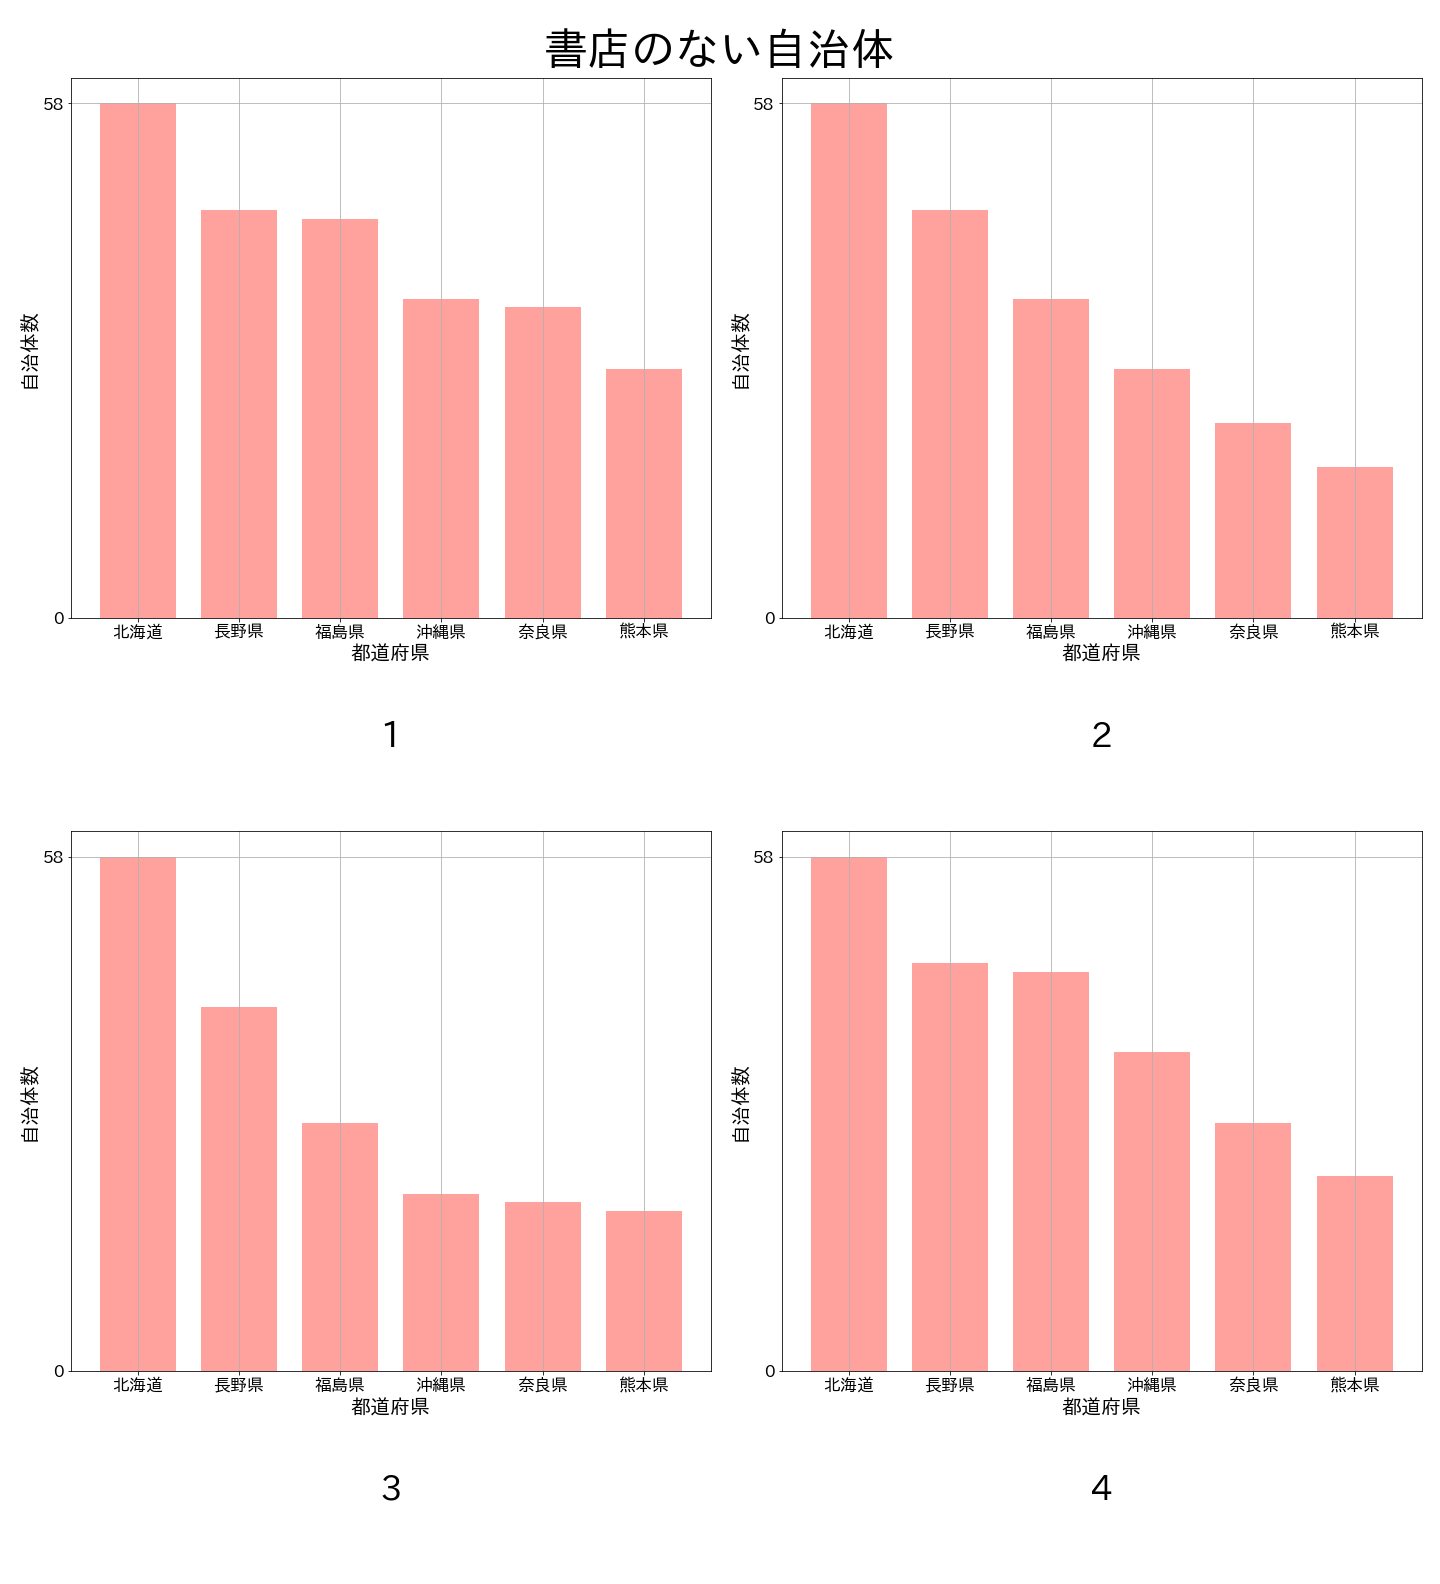 書店のない自治体
58
0
自治体数
北海道 長野県 福島県 沖縄県 奈良県 熊本県
都道府県
1
58
0
自治体数
北海道 長野県 福島県 沖縄県 奈良県 熊本県
都道府県
2
58
0
自治体数
北海道 長野県 福島県 沖縄県 奈良県 熊本県
都道府県
3
58
0
自治体数
北海道 長野県 福島県 沖縄県 奈良県 熊本県
都道府県
4